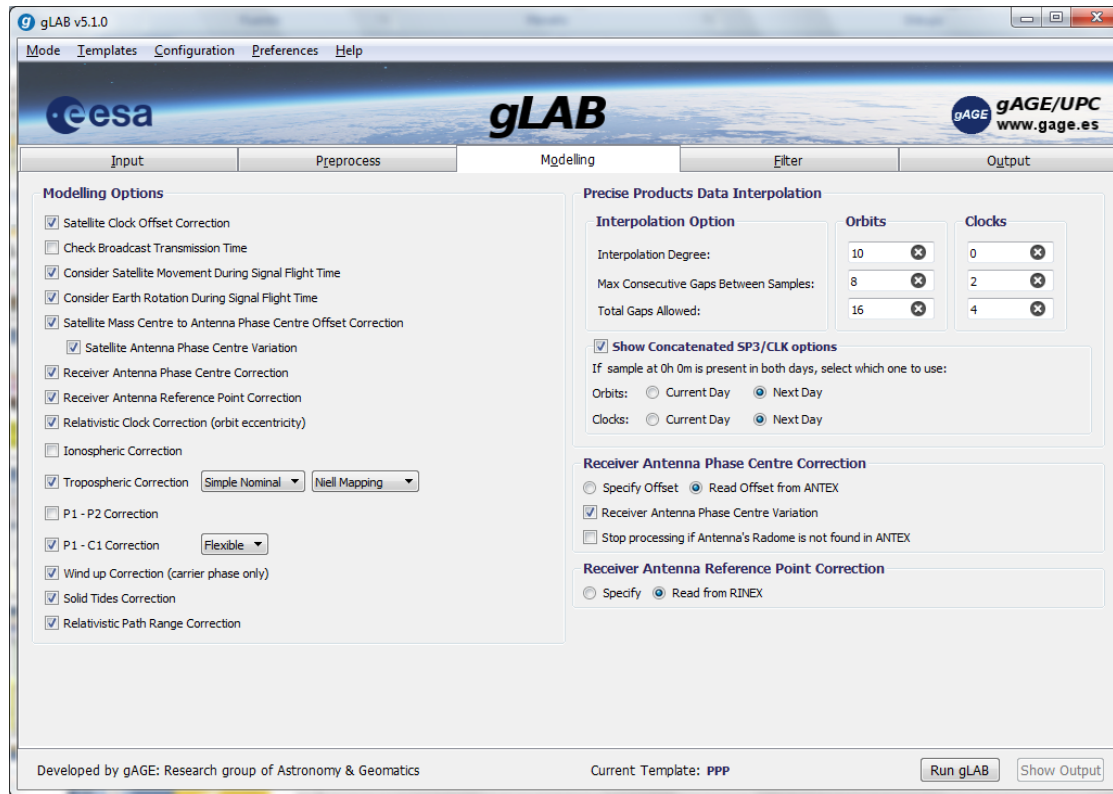 gLAB v5.1.0
Mode Templates Configuration Preferences Help
esa
gLAB
gAGE
gAGE/UPC
www.gage.es
Input Preprocess Modelling Filter Output
Modelling Options
Satellite Clock Offset Correction
Check Broadcast Transmission Time
Consider Satellite Movement During Signal Flight Time
Consider Earth Rotation During Signal Flight Time
Satellite Mass Centre to Antenna Phase Centre Offset Correction
Satellite Antenna Phase Centre Variation
Receiver Antenna Phase Centre Correction
Receiver Antenna Reference Point Correction
Relativistic Clock Correction (orbit eccentricity)
Ionospheric Correction
Tropospheric Correction Simple Nominal Niell Mapping
P1 - P2 Correction
P1 - C1 Correction Flexible
Wind up Correction (carrier phase only)
Solid Tides Correction
Relativistic Path Range Correction
Precise Products Data Interpolation
Interpolation Option Orbits Clocks
Interpolation Degree: 10 0
Max Consecutive Gaps Between Samples: 8 2
Total Gaps Allowed: 16 4
Show Concatenated SP3/CLK options
If sample at 0h 0m is present in both days, select which one to use:
Orbits: Current Day Next Day
Clocks: Current Day Next Day
Receiver Antenna Phase Centre Correction
Specify Offset Read Offset from ANTEX
Receiver Antenna Phase Centre Variation
Stop processing if Antenna's Radome is not found in ANTEX
Receiver Antenna Reference Point Correction
Specify Read from RINEX
Developed by gAGE: Research group of Astronomy & Geomatics Current Template: PPP Run gLAB Show Output